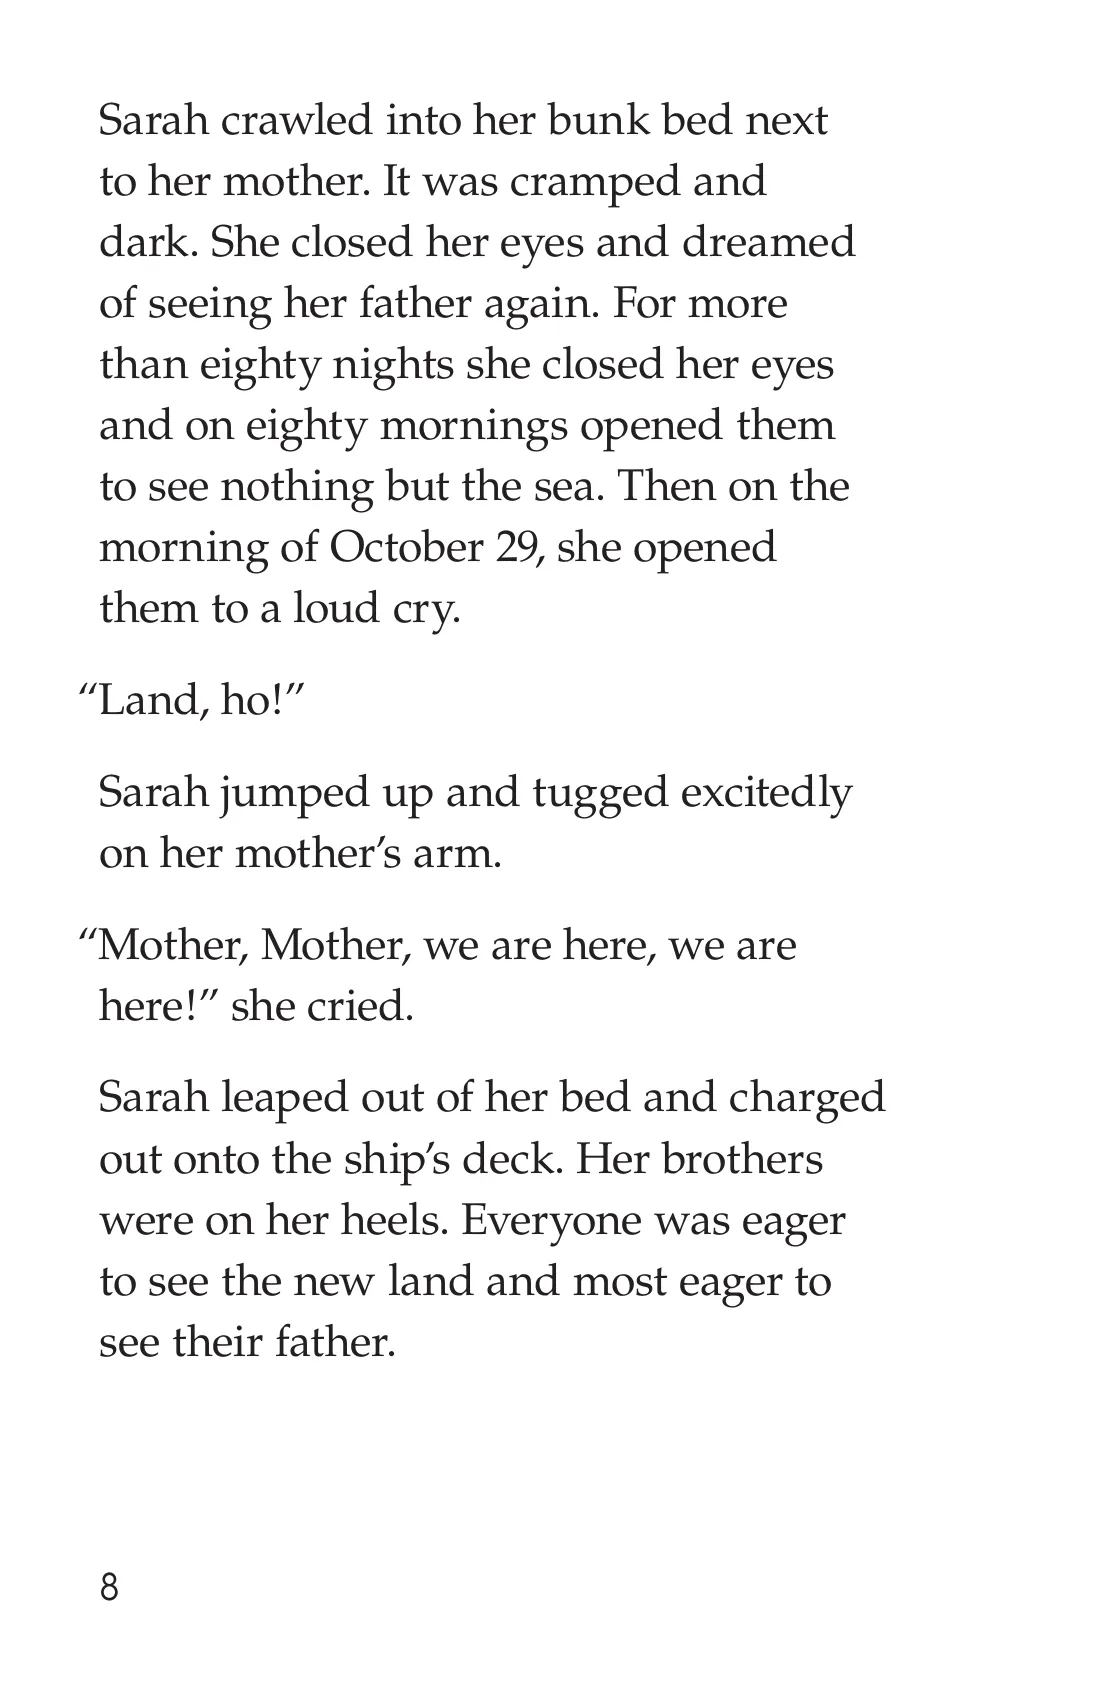 Sarah crawled into her bunk bed next
to her mother. It was cramped and
dark. She closed her eyes and dreamed
of seeing her father again. For more
than eighty nights she closed her eyes
and on eighty mornings opened them
to see nothing but the sea. Then on the
morning of October 29, she opened
them to a loud cry.
“Land, ho!”
Sarah jumped up and tugged excitedly
on her mother’s arm.
“Mother, Mother, we are here, we are
here!” she cried.
Sarah leaped out of her bed and charged
out onto the ship’s deck. Her brothers
were on her heels. Everyone was eager
to see the new land and most eager to
see their father.
8